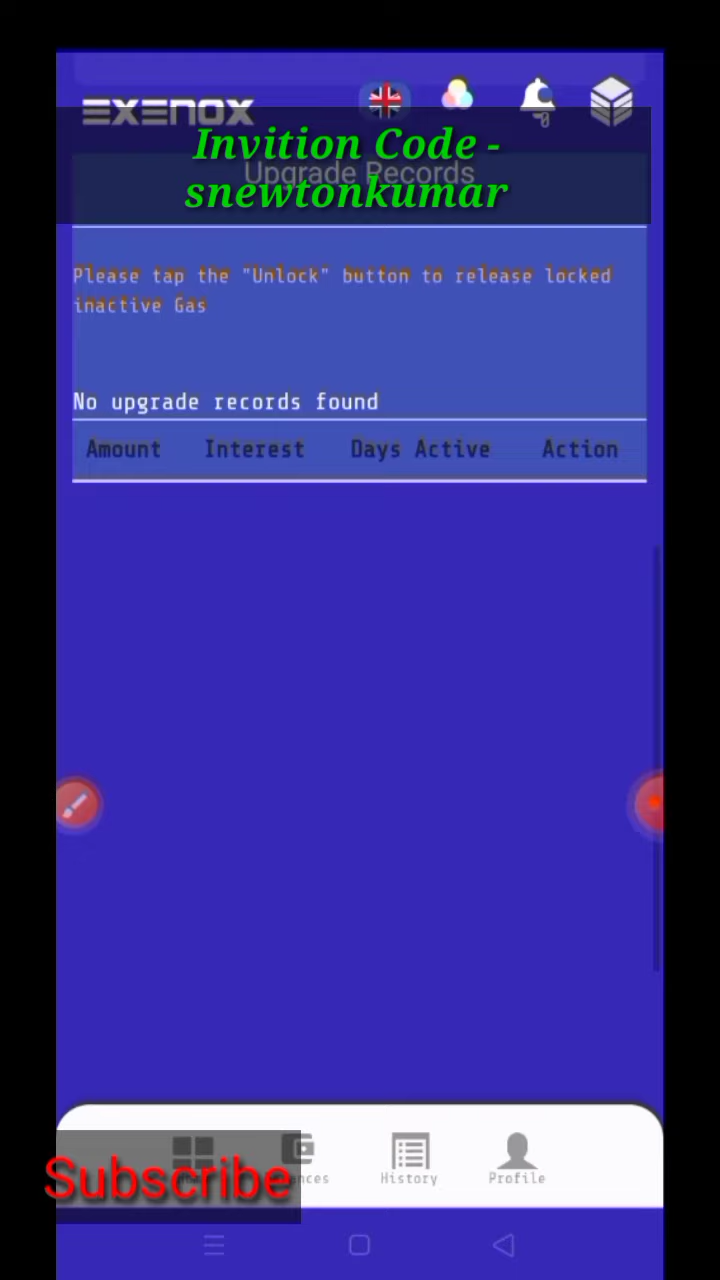 EXENOX
0
Invition Code -
Upgrade Records
snewtonkumar
Please tap the "Unlock" button to release locked
inactive Gas
No upgrade records found
Amount Interest Days Active Action
Subscribe
History Profile